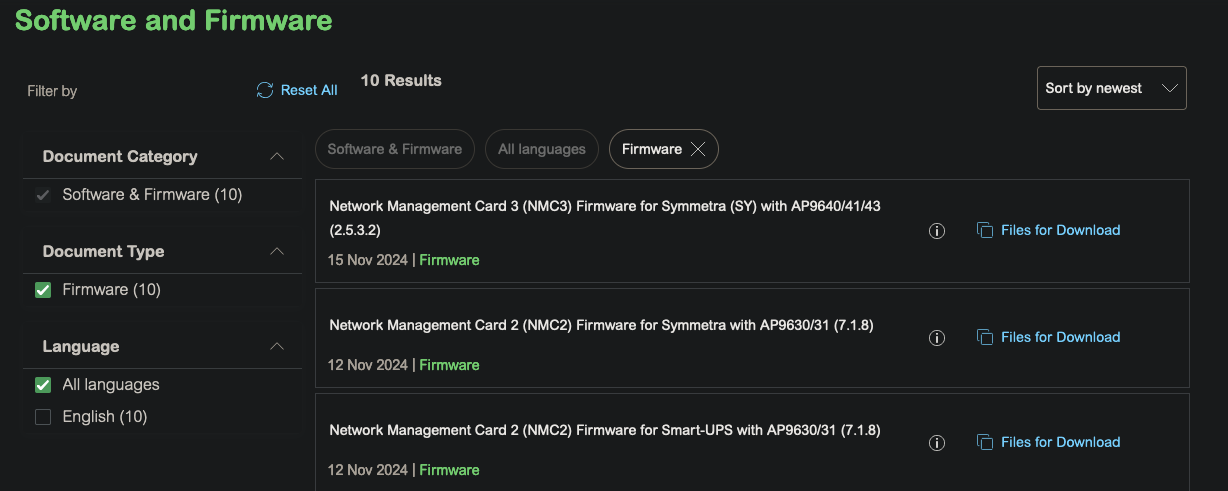 Software and Firmware
Filter by
Reset All
10 Results
Sort by newest
Document Category
Software & Firmware (10)
Document Type
Firmware (10)
Language
All languages
English (10)
Software & Firmware
All languages
Firmware
Network Management Card 3 (NMC3) Firmware for Symmetra (SY) with AP9640/41/43
(2.5.3.2)
Files for Download
15 Nov 2024 | Firmware
Network Management Card 2 (NMC2) Firmware for Symmetra with AP9630/31 (7.1.8)
Files for Download
12 Nov 2024 | Firmware
Network Management Card 2 (NMC2) Firmware for Smart-UPS with AP9630/31 (7.1.8)
Files for Download
12 Nov 2024 | Firmware